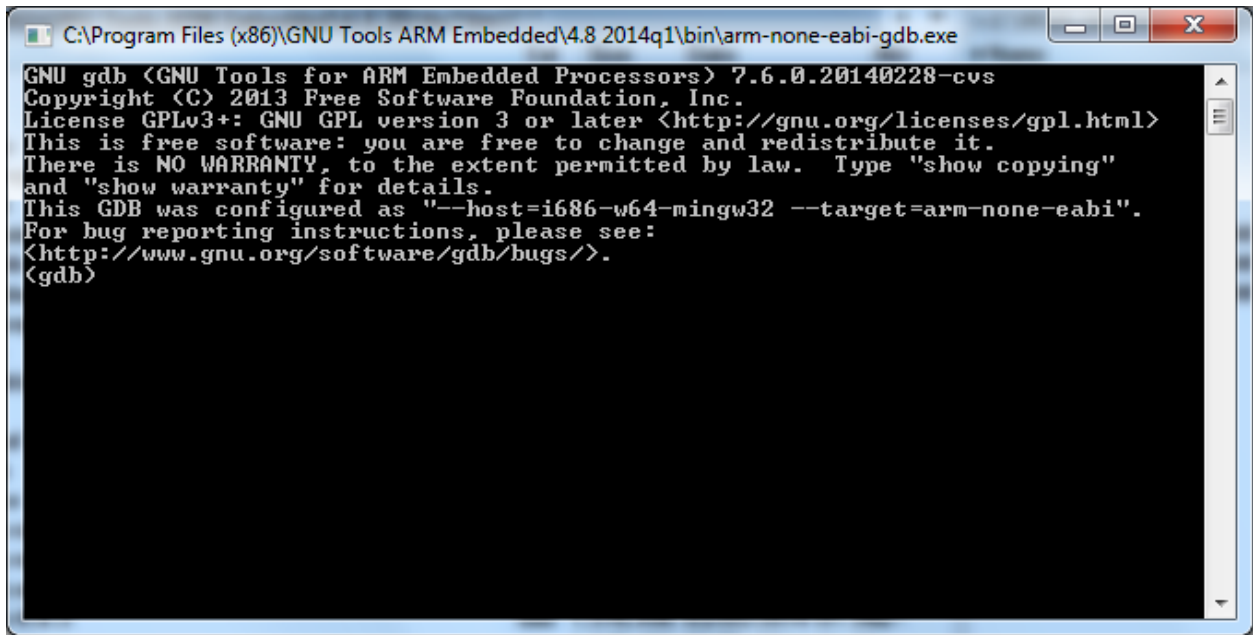 C:\Program Files (x86)\GNU Tools ARM Embedded\4.8 2014q1\bin\arm-none-eabi-gdb.exe
GNU gdb (GNU Tools for ARM Embedded Processors) 7.6.0.20140228-cvs
Copyright (C) 2013 Free Software Foundation, Inc.
License GPLv3+: GNU GPL version 3 or later <http://gnu.org/licenses/gpl.html>
This is free software: you are free to change and redistribute it.
There is NO WARRANTY, to the extent permitted by law.  Type "show copying"
and "show warranty" for details.
This GDB was configured as "--host=i686-w64-mingw32 --target=arm-none-eabi".
For bug reporting instructions, please see:
<http://www.gnu.org/software/gdb/bugs/>.
(gdb)